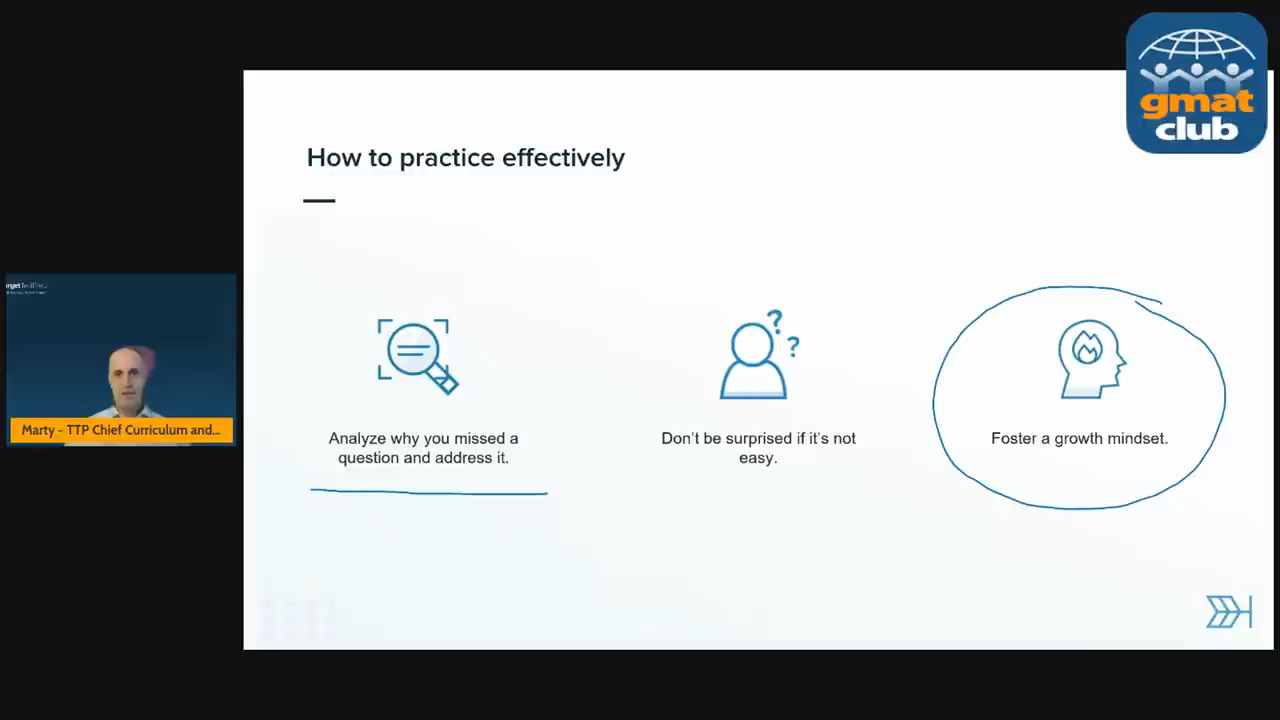 gmat
club
How to practice effectively
Analyze why you missed a
question and address it.
Don't be surprised if it's not
easy.
Foster a growth mindset.
Marty - TTP Chief Curriculum and...